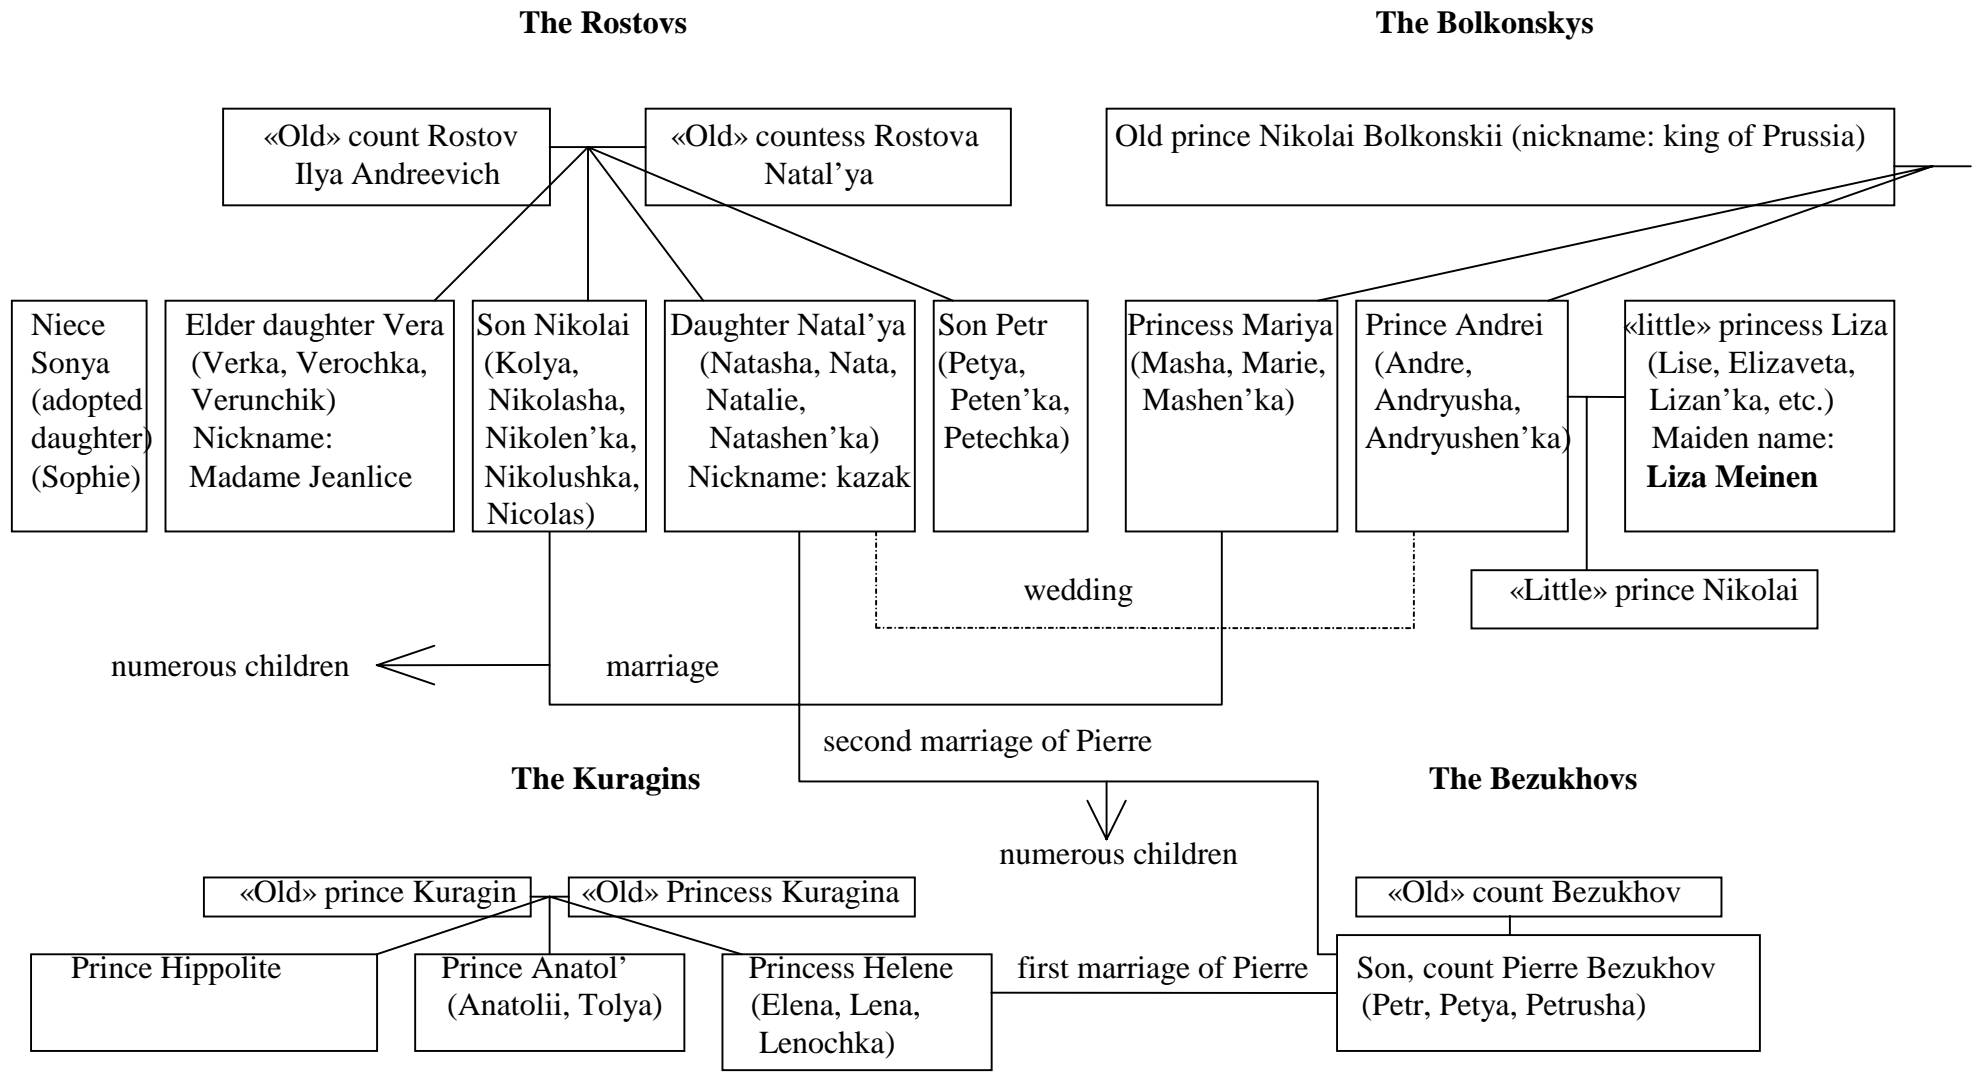 The Rostovs
The Bolkonskys
«Old» count Rostov
Ilya Andreevich
«Old» countess Rostova
Natal’ya
Old prince Nikolai Bolkonskii (nickname: king of Prussia)
Niece
Sonya
(adopted
daughter)
(Sophie)
Elder daughter Vera
(Verka, Verochka,
Verunchik)
Nickname:
Madame Jeanlice
Son Nikolai
(Kolya,
Nikolasha,
Nikolen’ka,
Nikolushka,
Nicolas)
Daughter Natal’ya
(Natasha, Nata,
Natalie,
Natashen’ka)
Nickname: kazak
Son Petr
(Petya,
Peten’ka,
Petechka)
Princess Mariya
(Masha, Marie,
Mashen’ka)
Prince Andrei
(Andre,
Andryusha,
Andryushen’ka)
«little» princess Liza
(Lise, Elizaveta,
Lizan’ka, etc.)
Maiden name:
Liza Meinen
wedding
«Little» prince Nikolai
numerous children
marriage
second marriage of Pierre
The Kuragins
The Bezukhovs
numerous children
«Old» prince Kuragin
«Old» Princess Kuragina
«Old» count Bezukhov
Prince Hippolite
Prince Anatol’
(Anatolii, Tolya)
Princess Helene
(Elena, Lena,
Lenochka)
first marriage of Pierre
Son, count Pierre Bezukhov
(Petr, Petya, Petrusha)